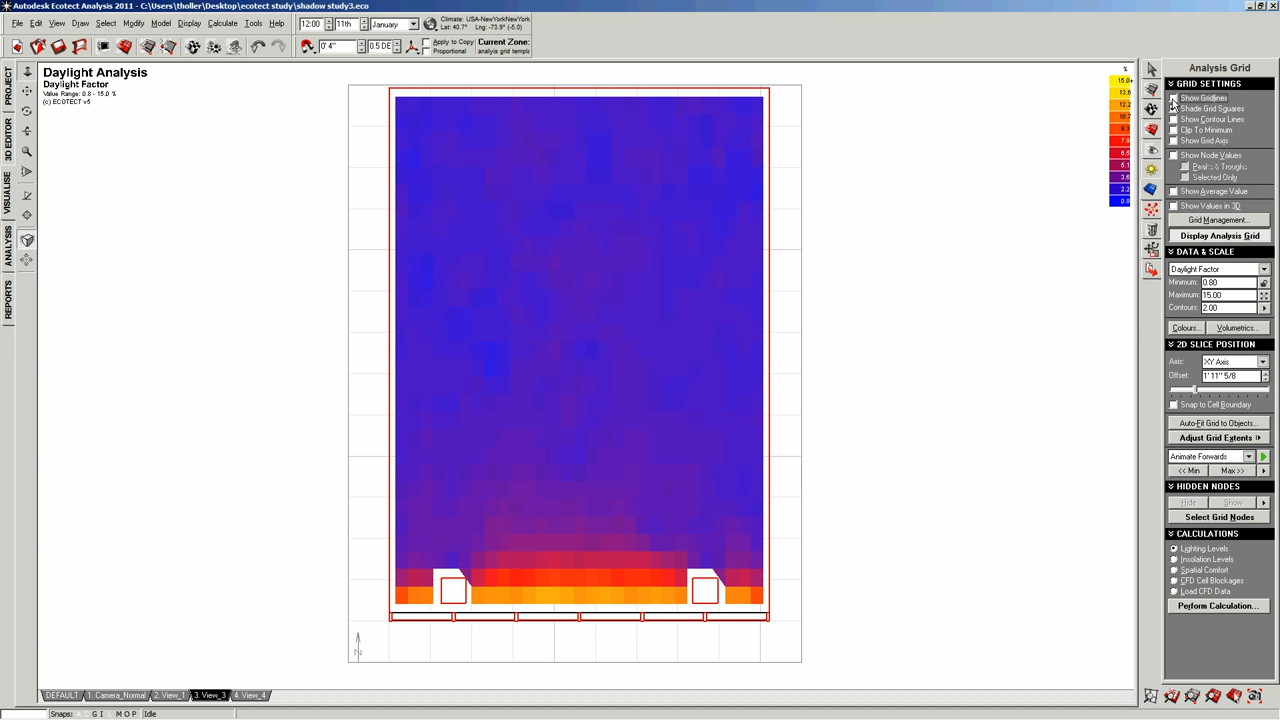 Autodesk Ecotect Analysis 2011 - C:\Users\tholler\Desktop\ecotect study\shadow study3.eco
File Edit View Draw Select Modify Model Display Calculate Tools Help
12:00 11th January
Climate: USA-NewYorkNewYork
Lat: 40.7° Lng: -73.9° (-5.0)
0' 4" 0.5 DE
Apply to Copy
Proportional
Current Zone:
analysis grid templ
PROJECT
3D EDITOR
VISUALISE
ANALYSIS
REPORTS
Daylight Analysis
Daylight Factor
Value Range: 0.8 - 15.0 %
(c) ECOTECT v5
%
15.0+
13.6
12.2
10.7
9.3
7.9
6.5
5.1
3.6
2.2
0.8
N
Analysis Grid
GRID SETTINGS
Show Gridlines
Shade Grid Squares
Show Contour Lines
Clip To Minimum
Show Grid Axis
Show Node Values
Peaks & Troughs
Selected Only
Show Average Value
Show Values in 3D
Grid Management...
Display Analysis Grid
DATA & SCALE
Daylight Factor
Minimum: 0.80
Maximum: 15.00
Contours: 2.00
Colours... Volumetrics...
2D SLICE POSITION
Axis: XY Axis
Offset: 1' 11" 5/8
Snap to Cell Boundary
Auto-Fit Grid to Objects...
Adjust Grid Extents
Animate Forwards
<< Min Max >>
HIDDEN NODES
Hide Show
Select Grid Nodes
CALCULATIONS
Lighting Levels
Insolation Levels
Spatial Comfort
CFD Cell Blockages
Load CFD Data
Perform Calculation...
DEFAULT 1. Camera_Normal 2. View_1 3. View_3 4. View_4
Snaps: A C G I M O P Idle